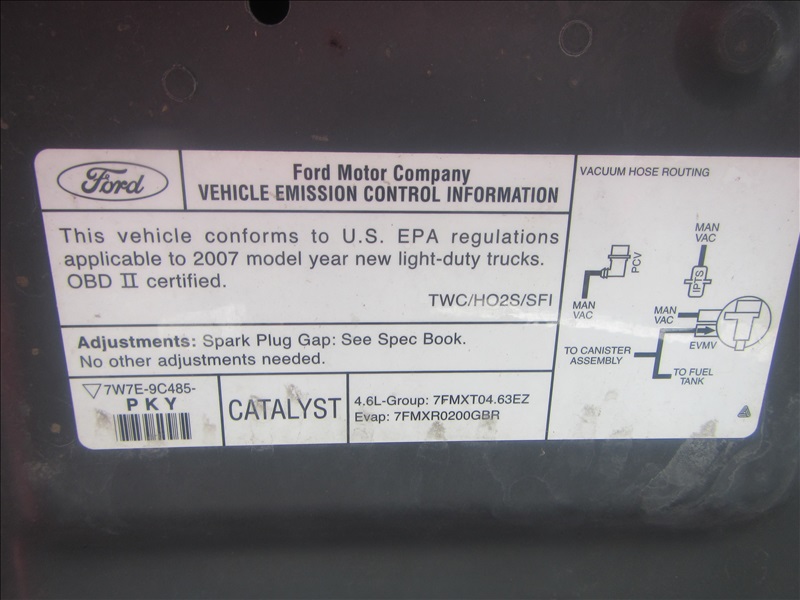 Ford
Ford Motor Company
VEHICLE EMISSION CONTROL INFORMATION
This vehicle conforms to U.S. EPA regulations
applicable to 2007 model year new light-duty trucks.
OBD II certified.
TWC/HO2S/SFI
Adjustments: Spark Plug Gap: See Spec Book.
No other adjustments needed.
7W7E-9C485-
PKY
CATALYST
4.6L-Group: 7FMXT04.63EZ
Evap: 7FMXR0200GBR
VACUUM HOSE ROUTING
MAN
VAC
PCV
IPTS
MAN
VAC
MAN
VAC
EVMV
TO CANISTER
ASSEMBLY
TO FUEL
TANK